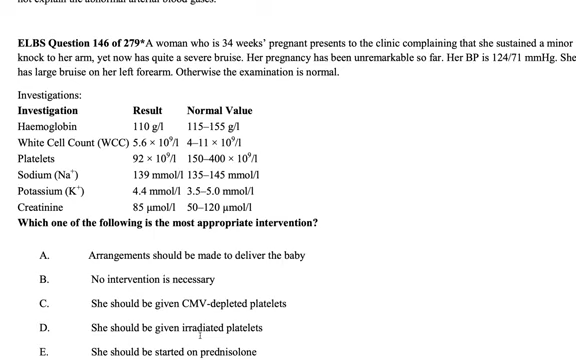 not explain the abnormal arterial blood gases.
ELBS Question 146 of 279*A woman who is 34 weeks' pregnant presents to the clinic complaining that she sustained a minor
knock to her arm, yet now has quite a severe bruise. Her pregnancy has been unremarkable so far. Her BP is 124/71 mmHg. She
has large bruise on her left forearm. Otherwise the examination is normal.
Investigations:
Investigation Result Normal Value
Haemoglobin 110 g/l 115–155 g/l
White Cell Count (WCC) 5.6 × 10⁹/l 4–11 × 10⁹/l
Platelets 92 × 10⁹/l 150–400 × 10⁹/l
Sodium (Na⁺) 139 mmol/l 135–145 mmol/l
Potassium (K⁺) 4.4 mmol/l 3.5–5.0 mmol/l
Creatinine 85 µmol/l 50–120 µmol/l
Which one of the following is the most appropriate intervention?
A. Arrangements should be made to deliver the baby
B. No intervention is necessary
C. She should be given CMV-depleted platelets
D. She should be given irradiated platelets
E. She should be started on prednisolone